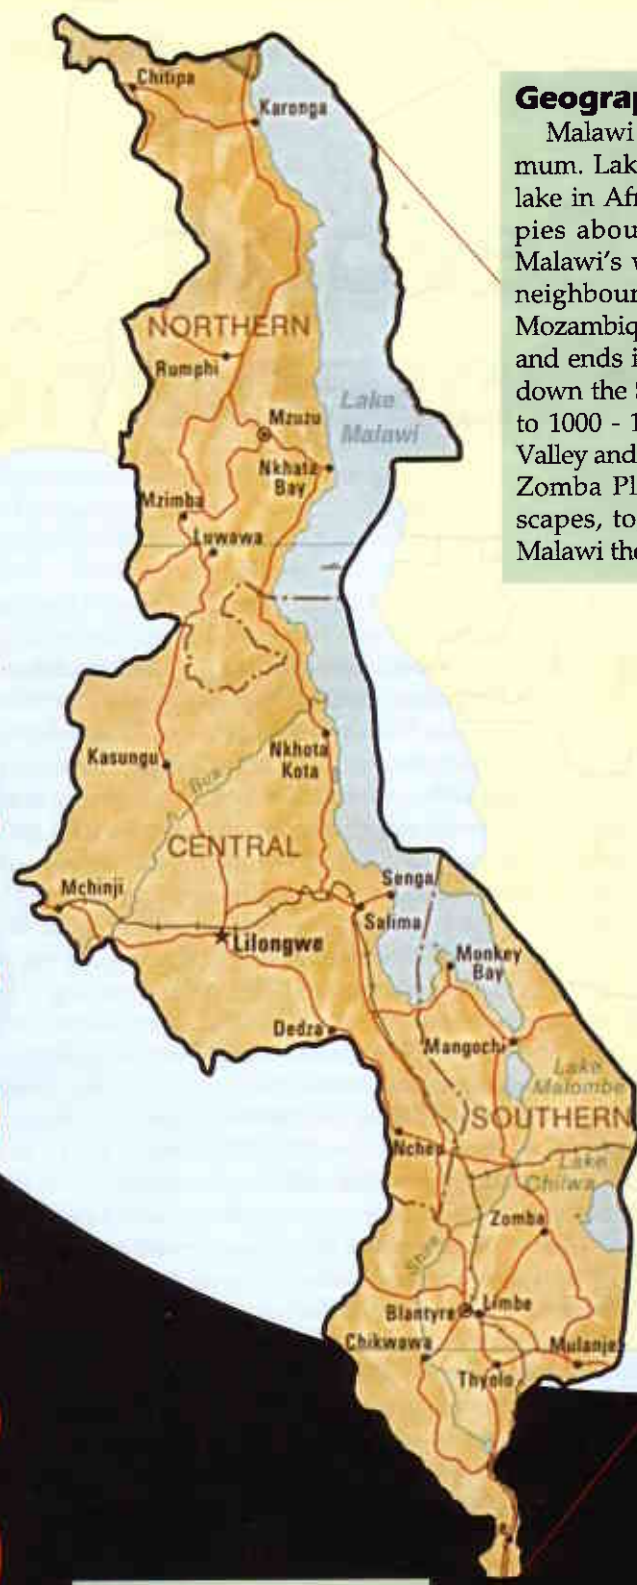 Chitipa
Karonga
NORTHERN
Rumphi
Lake
Malawi
Mzuzu
Nkhata
Bay
Mzimba
Luwawa
Kasungu
Nkhota
Kota
Bua
CENTRAL
Mchinji
Senga
Salima
Lilongwe
Monkey
Bay
Dedza
Mangochi
Lake
Malombe
SOUTHERN
Ncheu
Lake
Chilwa
Zomba
Shire
Blantyre
Limbe
Chikwawa
Mulanje
Thyolo
Geograp
Malawi
mum. Lak
lake in Afr
pies abou
Malawi's v
neighbour
Mozambiq
and ends i
down the S
to 1000 - 1
Valley and
Zomba Pl
scapes, to
Malawi the